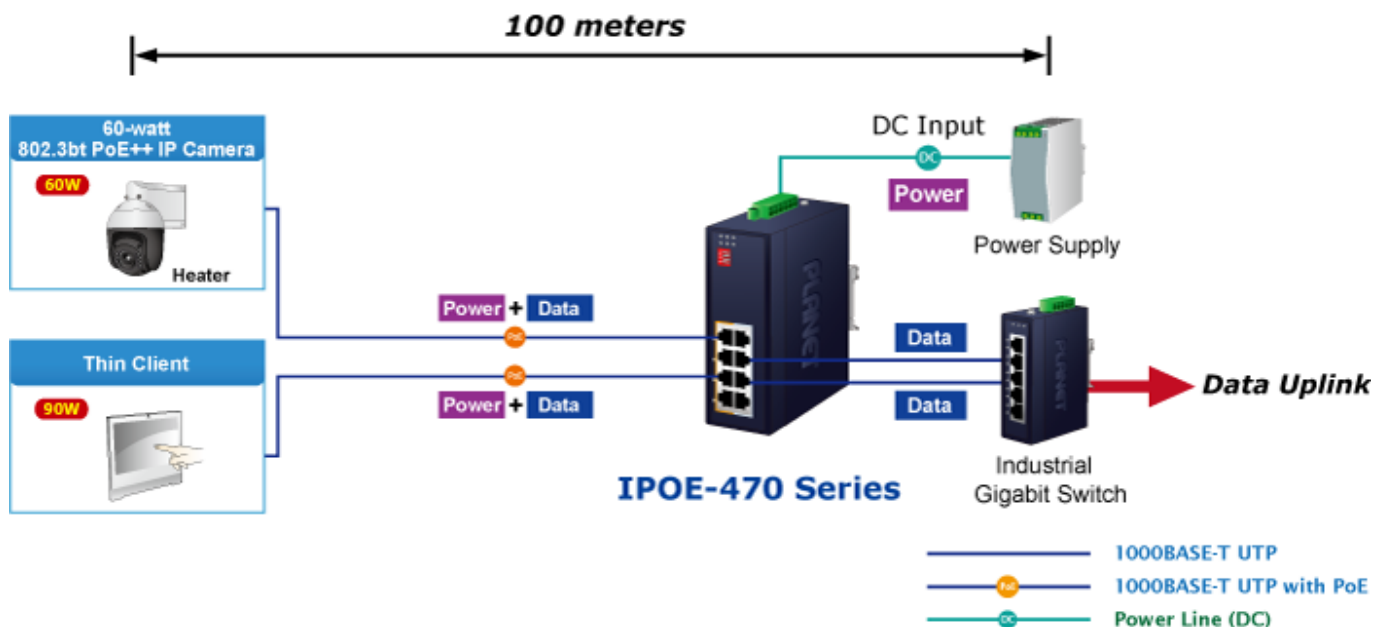 100 meters
60-watt
802.3bt PoE++ IP Camera
60W
Heater
DC Input
DC
Power
Power Supply
Power + Data
PoE
PLANET
Data
PLANET
Thin Client
90W
PoE
Power + Data
Data
Data Uplink
IPOE-470 Series
Industrial
Gigabit Switch
1000BASE-T UTP
PoE
1000BASE-T UTP with PoE
DC
Power Line (DC)